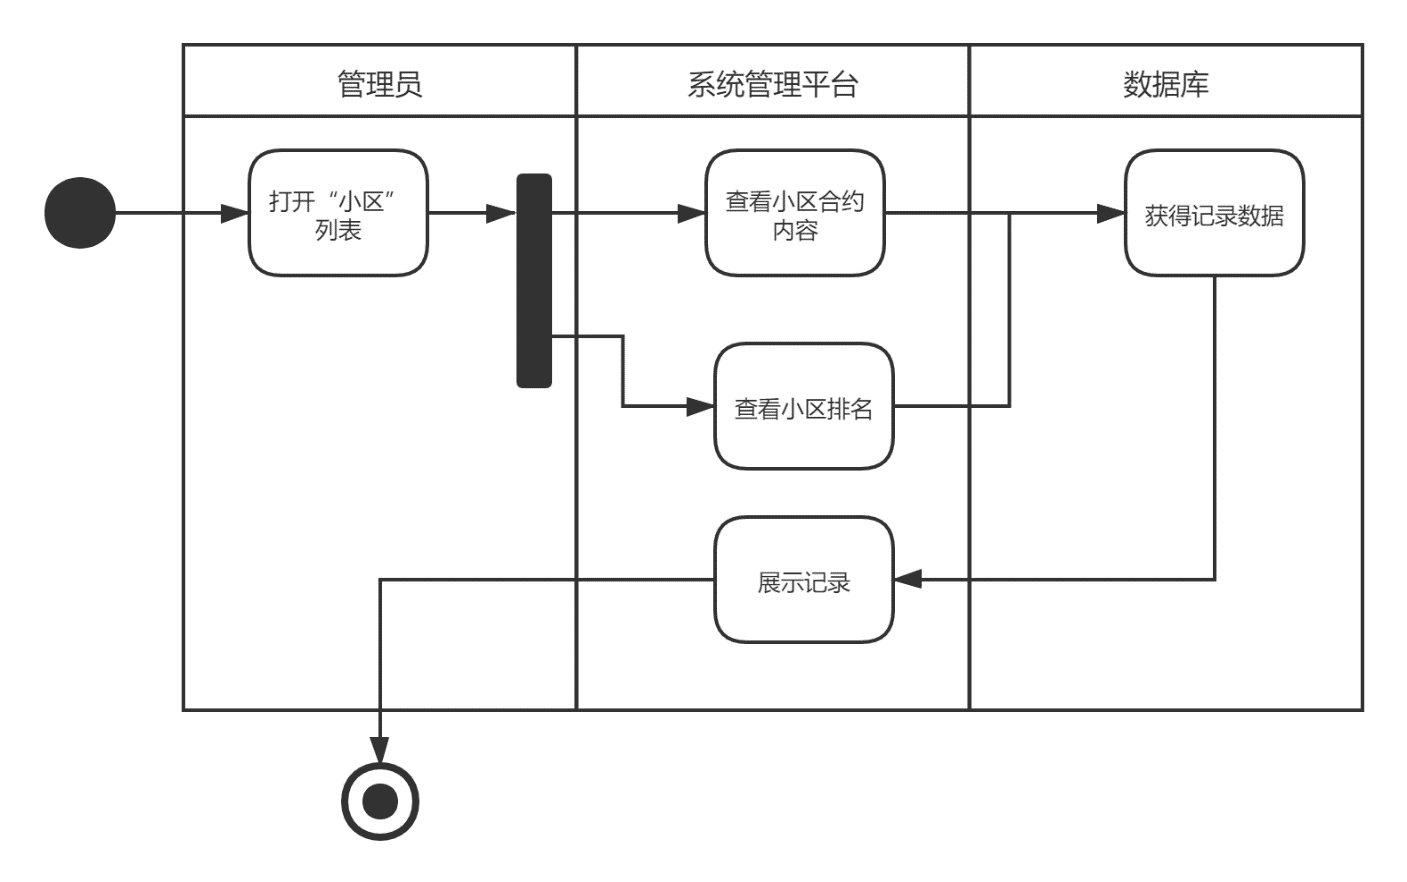 管理员
系统管理平台
数据库
打开“小区”
列表
查看小区合约
内容
获得记录数据
查看小区排名
展示记录